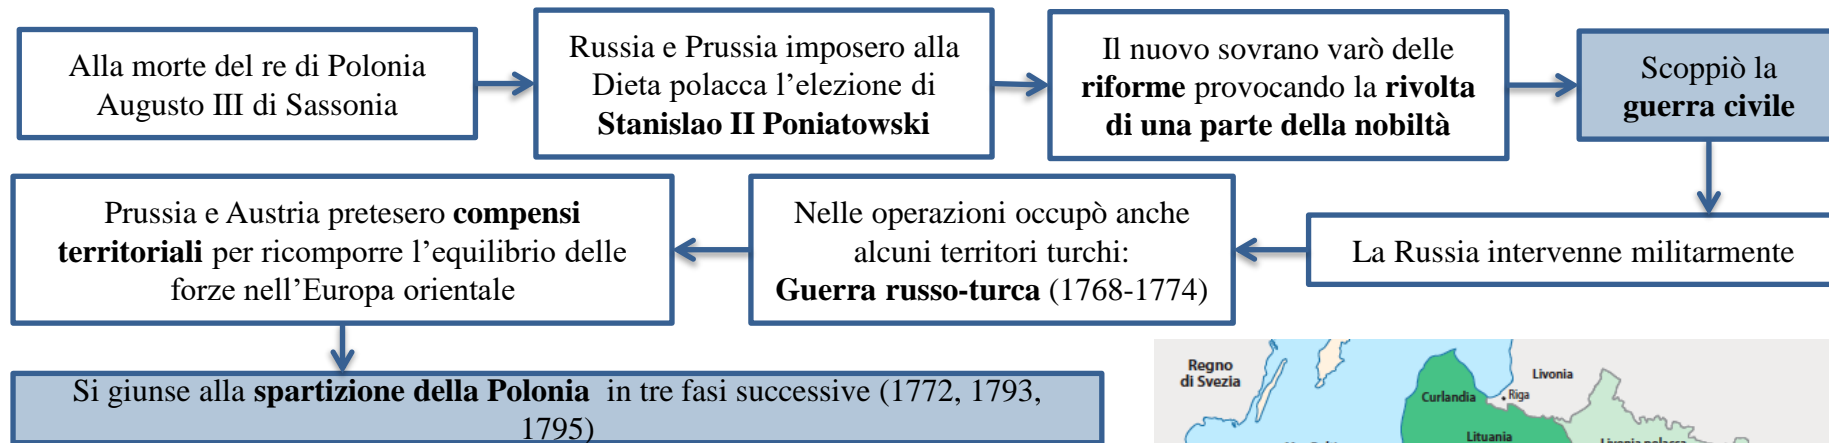 Alla morte del re di Polonia
Augusto III di Sassonia
Russia e Prussia imposero alla
Dieta polacca l’elezione di
Stanislao II Poniatowski
Il nuovo sovrano varò delle
riforme provocando la rivolta
di una parte della nobiltà
Scoppiò la
guerra civile
La Russia intervenne militarmente
Nelle operazioni occupò anche
alcuni territori turchi:
Guerra russo-turca (1768-1774)
Prussia e Austria pretesero compensi
territoriali per ricomporre l’equilibrio delle
forze nell’Europa orientale
Si giunse alla spartizione della Polonia in tre fasi successive (1772, 1793,
1795)
Regno
di Svezia
Livonia
Curlandia
Riga
Lituania